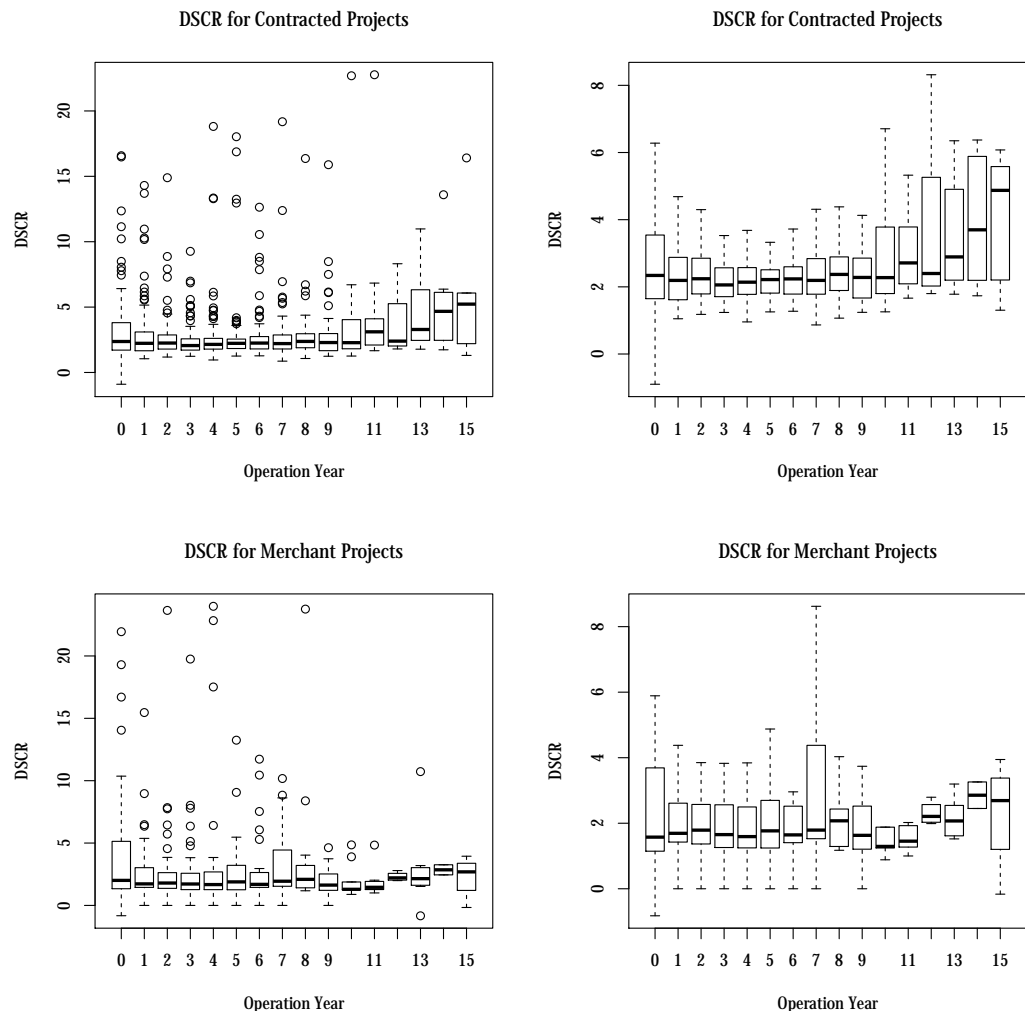 DSCR for Contracted Projects
DSCR for Contracted Projects
20
15
10
5
0
DSCR
0 1 2 3 4 5 6 7 8 9 11 13 15
Operation Year
8
6
4
2
0
DSCR
0 1 2 3 4 5 6 7 8 9 11 13 15
Operation Year
DSCR for Merchant Projects
DSCR for Merchant Projects
20
15
10
5
0
DSCR
0 1 2 3 4 5 6 7 8 9 11 13 15
Operation Year
8
6
4
2
0
DSCR
0 1 2 3 4 5 6 7 8 9 11 13 15
Operation Year